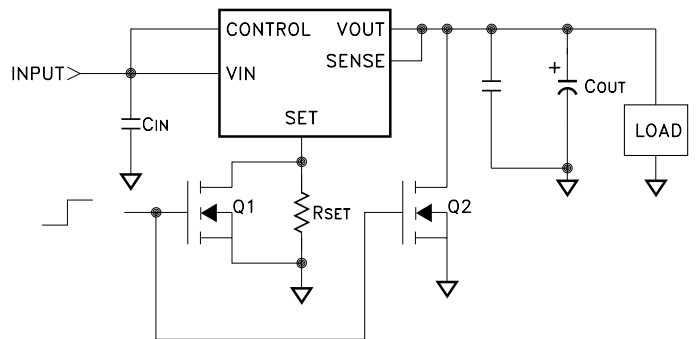 CONTROL VOUT
SENSE
INPUT VIN
SET
CIN
+ COUT
LOAD
Q1 RSET Q2